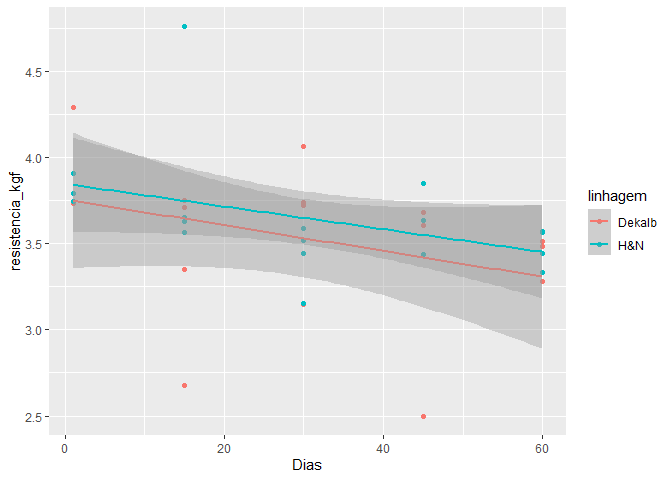 4.5
4.0
3.5
3.0
2.5
resistencia_kgf
0 20 40 60
Dias
linhagem
Dekalb
H&N